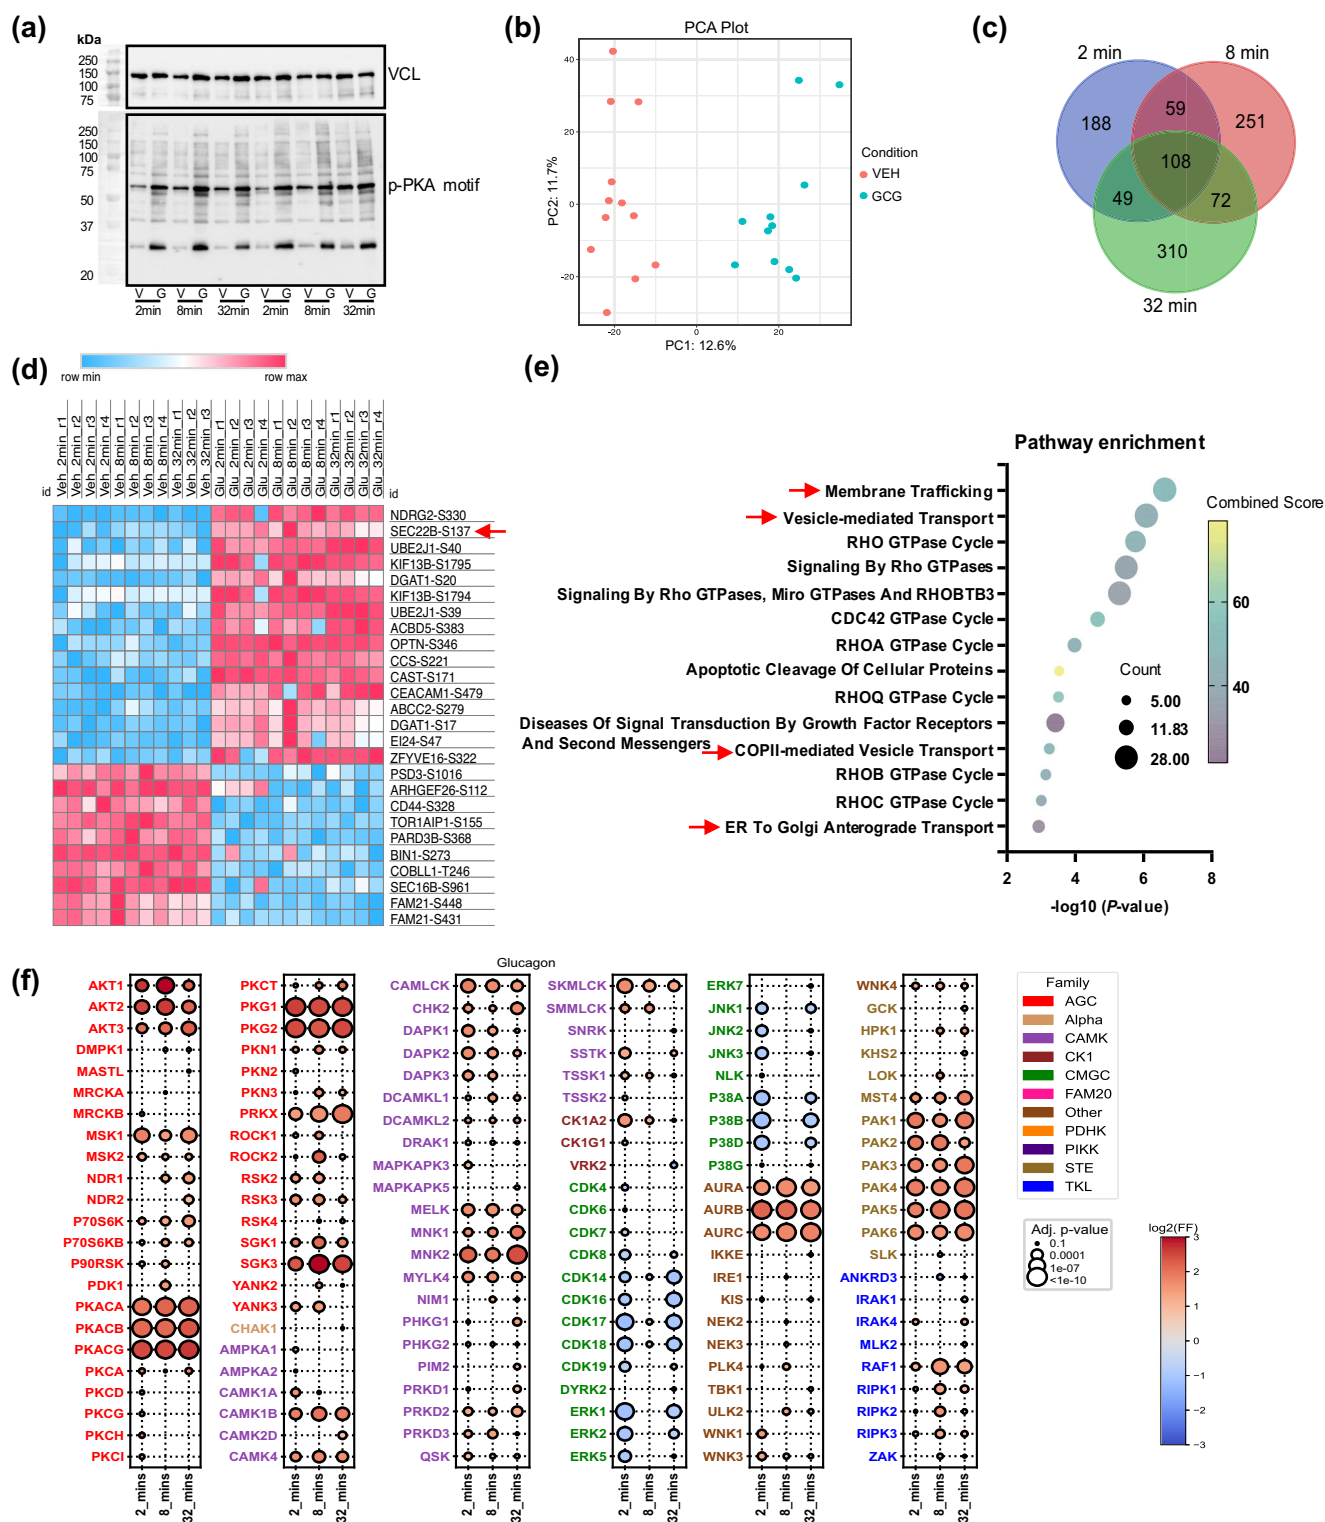 (a)
kDa
250
150
100
75
VCL
250
150
100
75
50
37
20
p-PKA motif
V G V G V G V G V G V G
2min 8min 32min 2min 8min 32min
(b)
PCA Plot
40
20
0
-20
PC2: 11.7%
-20 0 20
PC1: 12.6%
Condition
VEH
GCG
(c)
2 min 8 min
188 59 251
108
49 72
310
32 min
(d)
row min row max
id
Veh_2min_r1
Veh_2min_r2
Veh_2min_r3
Veh_2min_r4
Veh_8min_r1
Veh_8min_r2
Veh_8min_r3
Veh_8min_r4
Veh_32min_r1
Veh_32min_r2
Veh_32min_r3
Glu_2min_r1
Glu_2min_r2
Glu_2min_r3
Glu_2min_r4
Glu_8min_r1
Glu_8min_r2
Glu_8min_r3
Glu_8min_r4
Glu_32min_r1
Glu_32min_r2
Glu_32min_r3
Glu_32min_r4
id
NDRG2-S330
SEC22B-S137
UBE2J1-S40
KIF13B-S1795
DGAT1-S20
KIF13B-S1794
UBE2J1-S39
ACBD5-S383
OPTN-S346
CCS-S221
CAST-S171
CEACAM1-S479
ABCC2-S279
DGAT1-S17
EI24-S47
ZFYVE16-S322
PSD3-S1016
ARHGEF26-S112
CD44-S328
TOR1AIP1-S155
PARD3B-S368
BIN1-S273
COBLL1-T246
SEC16B-S961
FAM21-S448
FAM21-S431
(e)
Pathway enrichment
Membrane Trafficking
Vesicle-mediated Transport
RHO GTPase Cycle
Signaling By Rho GTPases
Signaling By Rho GTPases, Miro GTPases And RHOBTB3
CDC42 GTPase Cycle
RHOA GTPase Cycle
Apoptotic Cleavage Of Cellular Proteins
RHOQ GTPase Cycle
Diseases Of Signal Transduction By Growth Factor Receptors
And Second Messengers
COPII-mediated Vesicle Transport
RHOB GTPase Cycle
RHOC GTPase Cycle
ER To Golgi Anterograde Transport
2 4 6 8
-log10 (P-value)
Combined Score
60
40
Count
5.00
11.83
28.00
(f)
Glucagon
AKT1
AKT2
AKT3
DMPK1
MASTL
MRCKA
MRCKB
MSK1
MSK2
NDR1
NDR2
P70S6K
P70S6KB
P90RSK
PDK1
PKACA
PKACB
PKACG
PKCA
PKCD
PKCG
PKCH
PKCI
2_mins
8_mins
32_mins
PKCT
PKG1
PKG2
PKN1
PKN2
PKN3
PRKX
ROCK1
ROCK2
RSK2
RSK3
RSK4
SGK1
SGK3
YANK2
YANK3
CHAK1
AMPKA1
AMPKA2
CAMK1A
CAMK1B
CAMK2D
CAMK4
2_mins
8_mins
32_mins
CAMLCK
CHK2
DAPK1
DAPK2
DAPK3
DCAMKL1
DCAMKL2
DRAK1
MAPKAPK3
MAPKAPK5
MELK
MNK1
MNK2
MYLK4
NIM1
PHKG1
PHKG2
PIM2
PRKD1
PRKD2
PRKD3
QSK
2_mins
8_mins
32_mins
SKMLCK
SMMLCK
SNRK
SSTK
TSSK1
TSSK2
CK1A2
CK1G1
VRK2
CDK4
CDK6
CDK7
CDK8
CDK14
CDK16
CDK17
CDK18
CDK19
DYRK2
ERK1
ERK2
ERK5
2_mins
8_mins
32_mins
ERK7
JNK1
JNK2
JNK3
NLK
P38A
P38B
P38D
P38G
AURA
AURB
AURC
IKKE
IRE1
KIS
NEK2
NEK3
PLK4
TBK1
ULK2
WNK1
WNK3
2_mins
8_mins
32_mins
WNK4
GCK
HPK1
KHS2
LOK
MST4
PAK1
PAK2
PAK3
PAK4
PAK5
PAK6
SLK
ANKRD3
IRAK1
IRAK4
MLK2
RAF1
RIPK1
RIPK2
RIPK3
ZAK
2_mins
8_mins
32_mins
Family
AGC
Alpha
CAMK
CK1
CMGC
FAM20
Other
PDHK
PIKK
STE
TKL
Adj. p-value
0.1
0.0001
1e-07
<1e-10
log2(FF)
3
2
1
0
−1
−2
−3